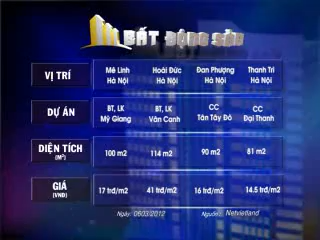 BẤT ĐỘNG SẢN
VỊ TRÍ
Mê Linh
Hà Nội
Hoài Đức
Hà Nội
Đan Phượng
Hà Nội
Thanh Trì
Hà Nội
DỰ ÁN
BT, LK
Mỹ Giang
BT, LK
Vân Canh
CC
Tân Tây Đô
CC
Đại Thanh
DIỆN TÍCH
(M²)
100 m2
114 m2
90 m2
81 m2
GIÁ
(VNĐ)
17 trđ/m2
41 trđ/m2
16 trđ/m2
14.5 trđ/m2
Ngày: 06/03/2012
Nguồn: Netvietland